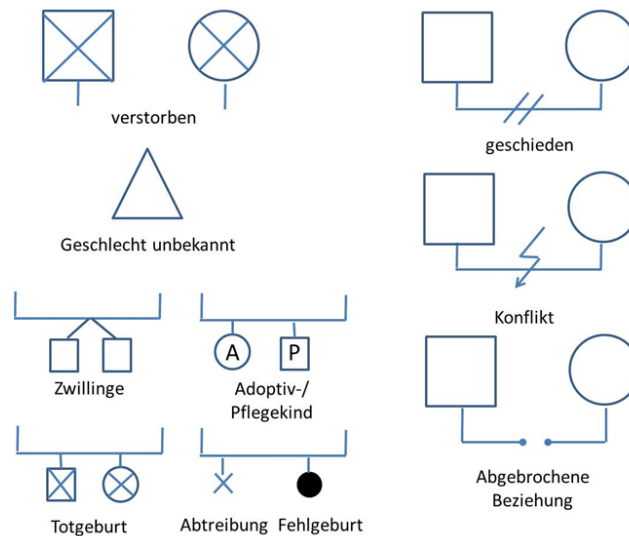 verstorben
geschieden
Geschlecht unbekannt
Konflikt
A P
Zwillinge
Adoptiv-/
Pflegekind
Abgebrochene
Beziehung
Totgeburt
Abtreibung
Fehlgeburt